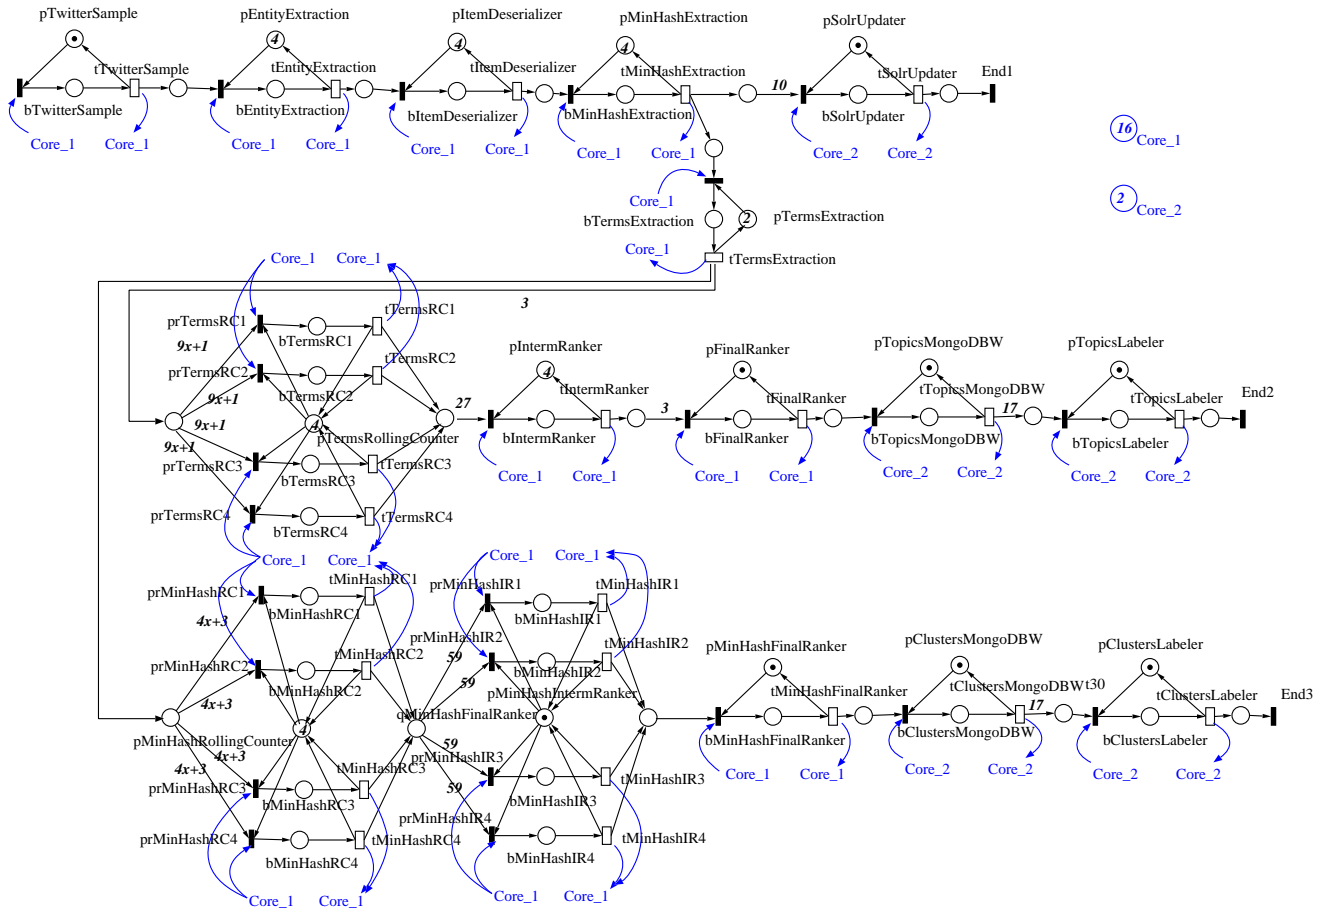 pTwitterSample
pEntityExtraction
pItemDeserializer
pMinHashExtraction
pSolrUpdater
4
4
4
tTwitterSample
tEntityExtraction
tItemDeserializer
tMinHashExtraction
tSolrUpdater
End1
10
bTwitterSample
bEntityExtraction
bItemDeserializer
bMinHashExtraction
bSolrUpdater
Core_1
Core_1
Core_1
Core_1
Core_1
Core_1
Core_1
Core_1
Core_2
Core_2
16
Core_1
2
Core_2
Core_1
bTermsExtraction
2
pTermsExtraction
Core_1
tTermsExtraction
Core_1
Core_1
3
prTermsRC1
tTermsRC1
9x+1
bTermsRC1
prTermsRC2
tTermsRC2
9x+1
bTermsRC2
9x+1
4
pTermsRollingCounter
9x+1
prTermsRC3
tTermsRC3
bTermsRC3
prTermsRC4
tTermsRC4
bTermsRC4
27
pIntermRanker
pFinalRanker
pTopicsMongoDBW
pTopicsLabeler
4
tIntermRanker
tFinalRanker
tTopicsMongoDBW
tTopicsLabeler
End2
3
17
bIntermRanker
bFinalRanker
bTopicsMongoDBW
bTopicsLabeler
Core_1
Core_1
Core_1
Core_1
Core_2
Core_2
Core_2
Core_2
Core_1
Core_1
Core_1
Core_1
prMinHashRC1
tMinHashRC1
4x+3
bMinHashRC1
prMinHashRC2
tMinHashRC2
4x+3
bMinHashRC2
pMinHashRollingCounter
4
4x+3
4x+3
prMinHashRC3
tMinHashRC3
bMinHashRC3
prMinHashRC4
tMinHashRC4
bMinHashRC4
Core_1
Core_1
prMinHashIR1
tMinHashIR1
bMinHashIR1
prMinHashIR2
tMinHashIR2
59
bMinHashIR2
59
pMinHashIntermRanker
qMinHashFinalRanker
59
prMinHashIR3
tMinHashIR3
59
bMinHashIR3
prMinHashIR4
tMinHashIR4
bMinHashIR4
Core_1
Core_1
pMinHashFinalRanker
pClustersMongoDBW
pClustersLabeler
tMinHashFinalRanker
tClustersMongoDBW
t30
tClustersLabeler
End3
17
bMinHashFinalRanker
bClustersMongoDBW
bClustersLabeler
Core_1
Core_1
Core_2
Core_2
Core_2
Core_2